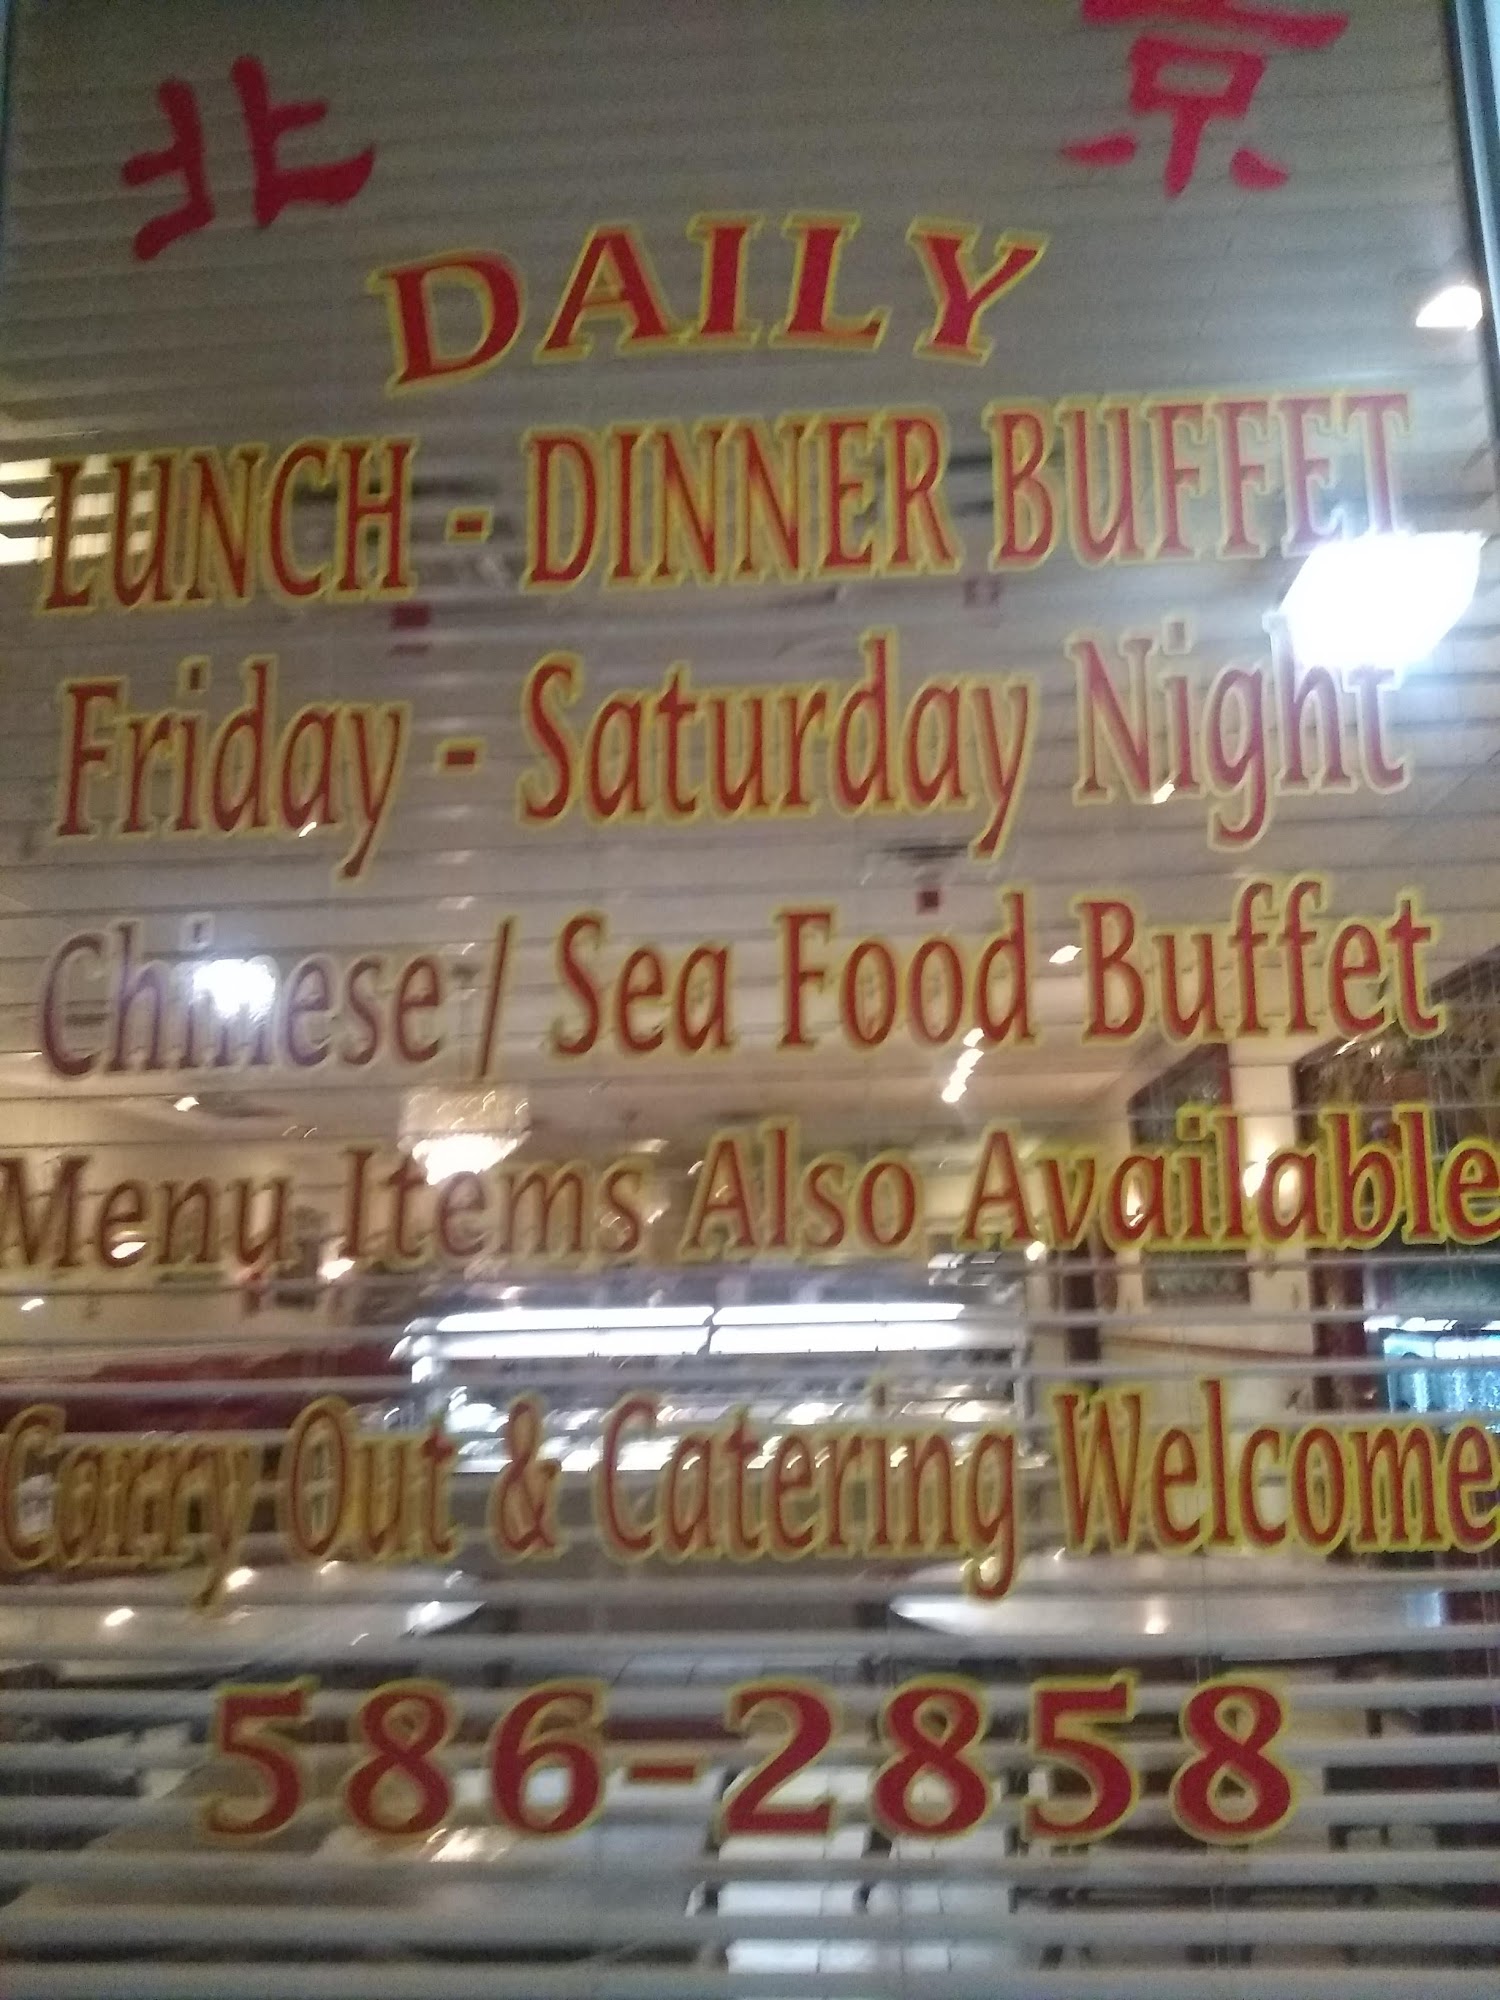 北 京
DAILY
LUNCH - DINNER BUFFET
Friday - Saturday Night
Chinese / Sea Food Buffet
Menu Items Also Available
Carry Out & Catering Welcome
586-2858